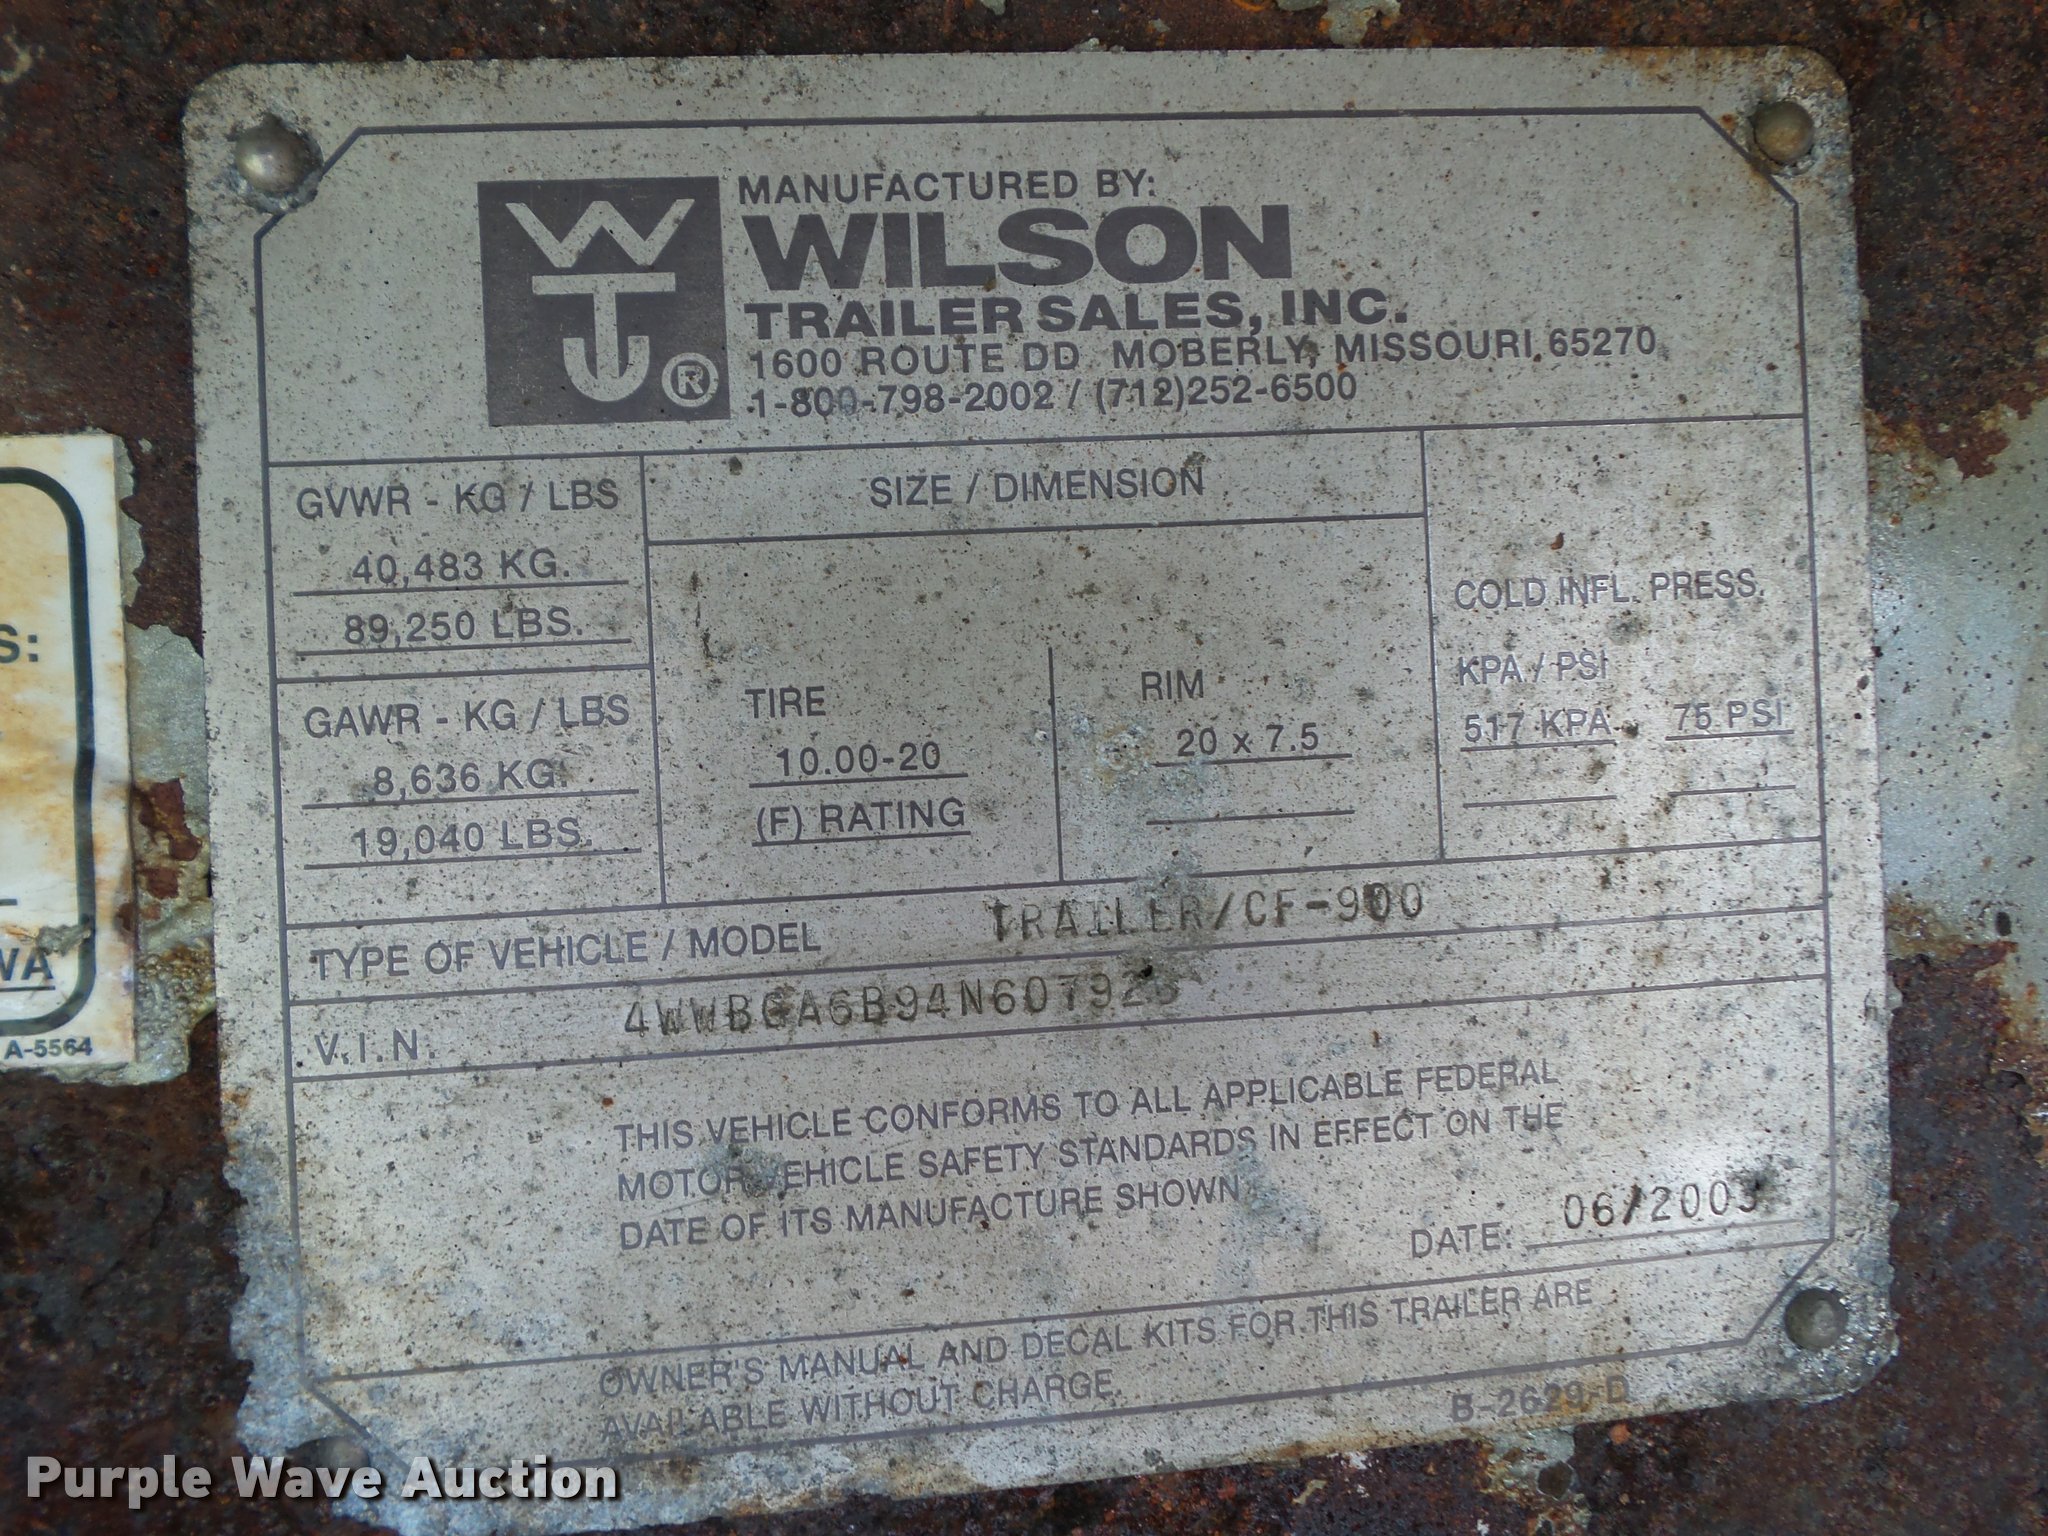 MANUFACTURED BY:
WILSON
TRAILER SALES, INC.
1600 ROUTE DD MOBERLY, MISSOURI 65270
1-800-798-2002 / (712)252-6500
WTJ®
GVWR - KG / LBS
40,483 KG.
89,250 LBS.
GAWR - KG / LBS
8,636 KG.
19,040 LBS.
SIZE / DIMENSION
TIRE
10.00-20
(F) RATING
RIM
20 x 7.5
COLD INFL. PRESS.
KPA / PSI
517 KPA. 75 PSI
TYPE OF VEHICLE / MODEL TRAILER/CF-900
V.I.N.
THIS VEHICLE CONFORMS TO ALL APPLICABLE FEDERAL
MOTOR VEHICLE SAFETY STANDARDS IN EFFECT ON THE
DATE OF ITS MANUFACTURE SHOWN
DATE: 06/2003
OWNER'S MANUAL AND DECAL KITS FOR THIS TRAILER ARE
AVAILABLE WITHOUT CHARGE.
B-2629-D
S:
WA
A-5564
Purple Wave Auction